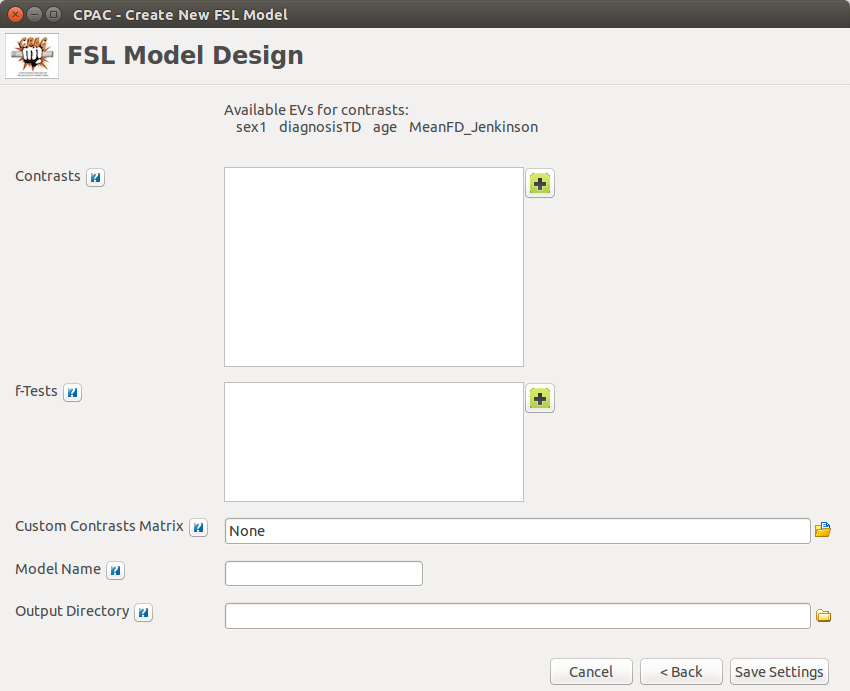 CPAC - Create New FSL Model
CPAC
FSL Model Design
Available EVs for contrasts:
sex1 diagnosisTD age MeanFD_Jenkinson
Contrasts ?
f-Tests ?
Custom Contrasts Matrix ? None
Model Name ?
Output Directory ?
Cancel < Back Save Settings